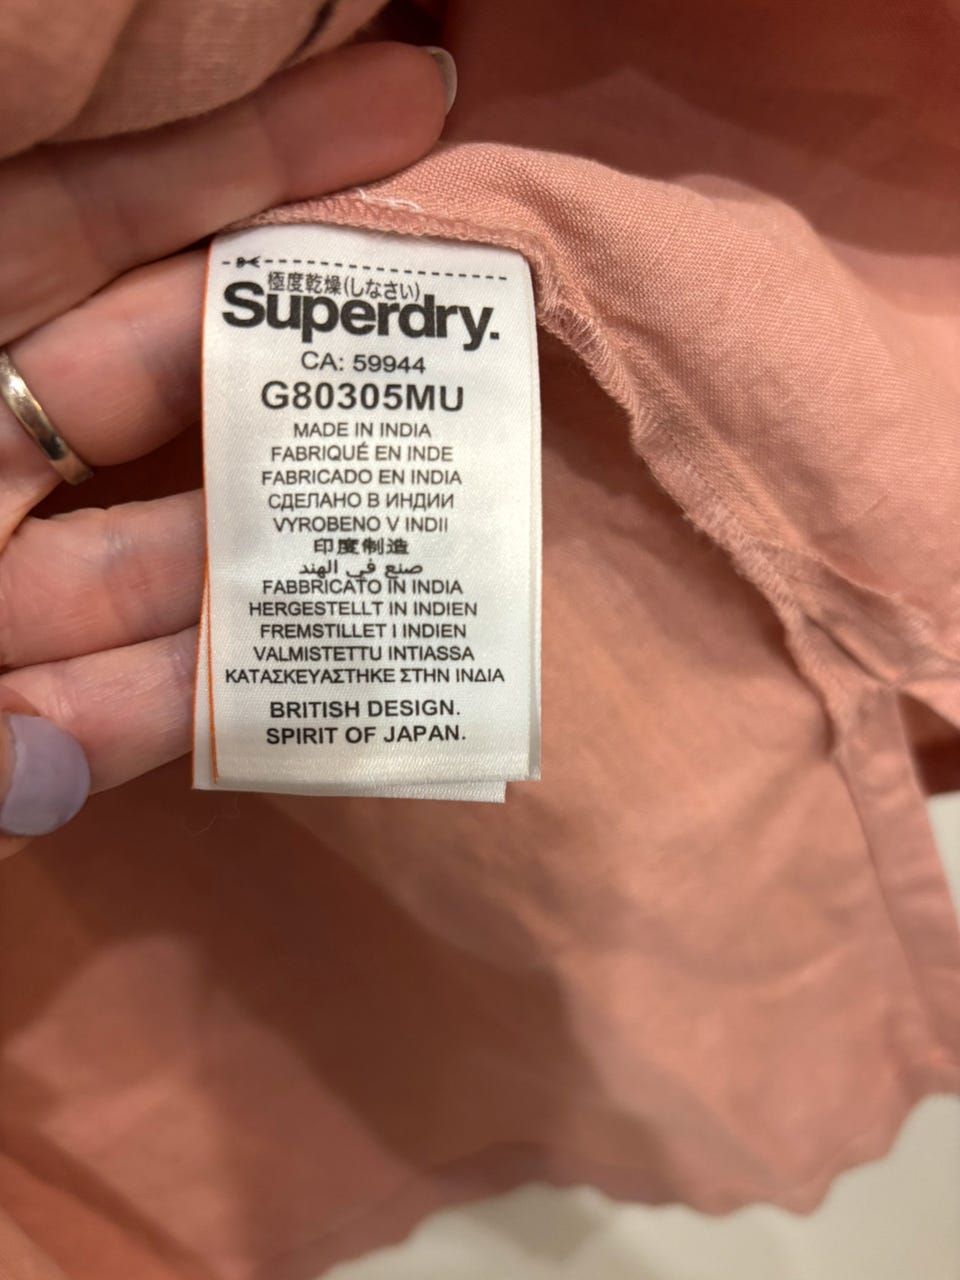 極度乾燥(しなさい)
Superdry.
CA: 59944
G80305MU
MADE IN INDIA
FABRIQUÉ EN INDE
FABRICADO EN INDIA
СДЕЛАНО В ИНДИИ
VYROBENO V INDII
印度制造
صنع في الهند
FABBRICATO IN INDIA
HERGESTELLT IN INDIEN
FREMSTILLET I INDIEN
VALMISTETTU INTIASSA
ΚΑΤΑΣΚΕΥΑΣΤΗΚΕ ΣΤΗΝ ΙΝΔΙΑ
BRITISH DESIGN.
SPIRIT OF JAPAN.